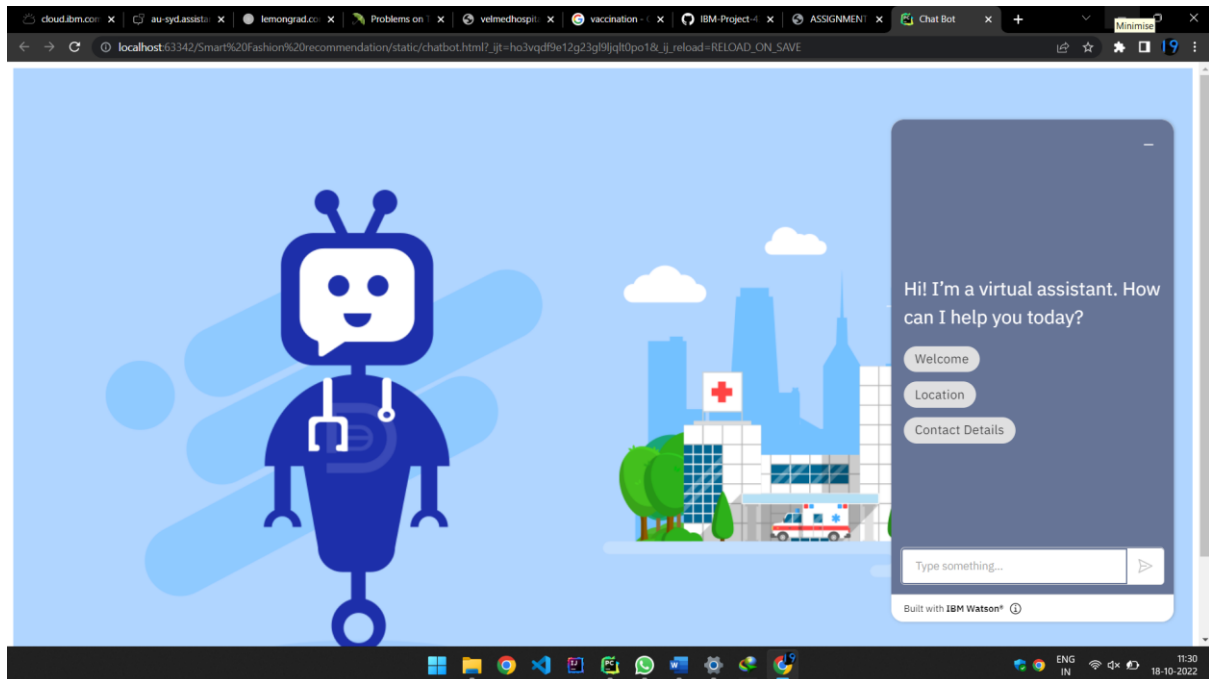 cloud.ibm.com
au-syd.assista
lemongrad.co
Problems on T
velmedhospit
vaccination - G
IBM-Project-4
ASSIGNMENT
Chat Bot
Minimise
localhost:63342/Smart%20Fashion%20recommendation/static/chatbot.html?_ijt=ho3vqdf9e12g23gl9ljqlt0po1&_ij_reload=RELOAD_ON_SAVE
Hi! I'm a virtual assistant. How
can I help you today?
Welcome
Location
Contact Details
Type something...
Built with IBM Watson®
ENG
IN
11:30
18-10-2022